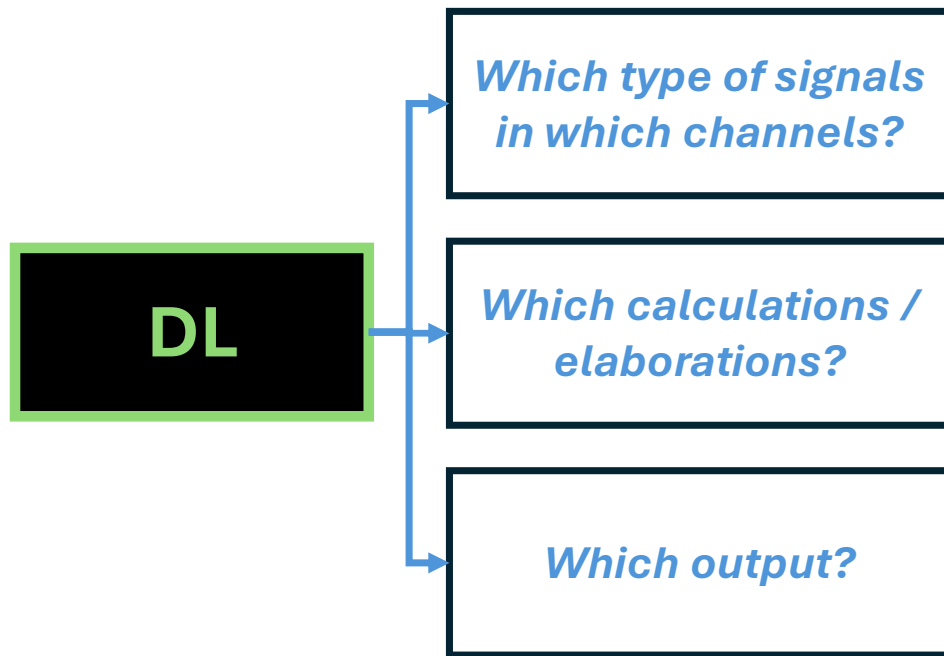 Which type of signals
in which channels?
DL
Which calculations /
elaborations?
Which output?